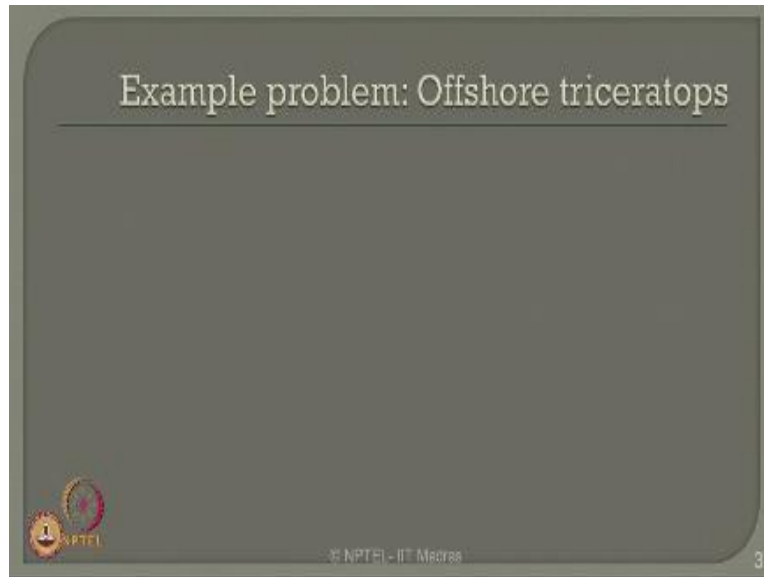 Example problem: Offshore triceratops
NPTEL
© NPTEL - IIT Madras
3